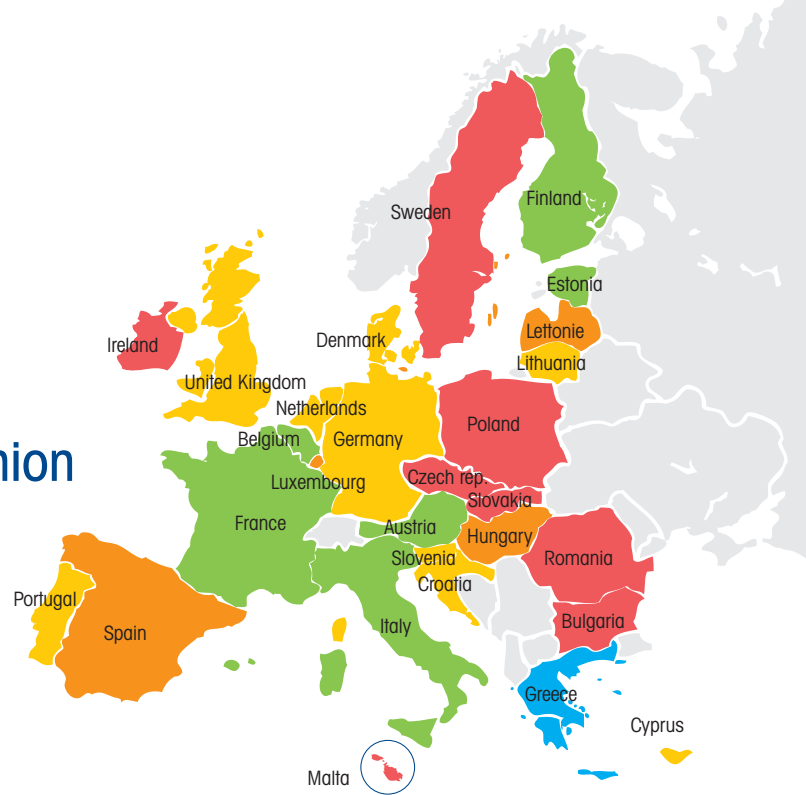 Sweden
Finland
Estonia
Lettonie
Lithuania
Denmark
Ireland
United Kingdom
Netherlands
Belgium
Germany
Poland
nion
Luxembourg
Czech rep.
Slovakia
France
Austria
Hungary
Slovenia
Romania
Croatia
Portugal
Spain
Italy
Bulgaria
Greece
Cyprus
Malta